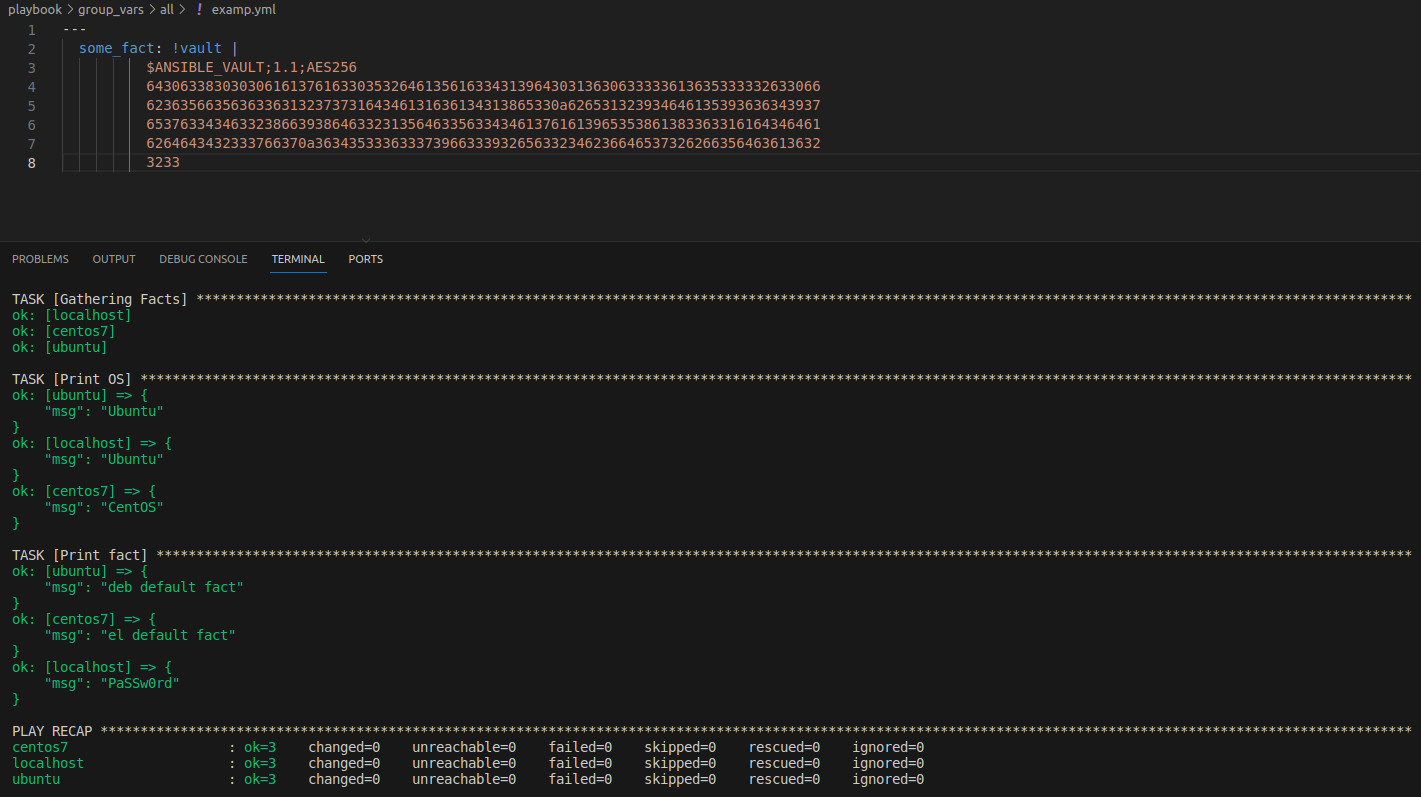 playbook > group_vars > all > ! examp.yml
1 ---
2 some_fact: !vault |
3 $ANSIBLE_VAULT;1.1;AES256
4 64306338303030616137616330353264613561633431396430313630633333613635333332633066
5 6236356635636336313237373164346131636134313865330a626531323934646135393636343937
6 65376334346332386639386463323135646335633434613761613965353861383363316164346461
7 6264643432333766370a363435333633373966333932656332346236646537326266356463613632
8 3233
PROBLEMS OUTPUT DEBUG CONSOLE TERMINAL PORTS
TASK [Gathering Facts] ********************************************************************************************************************************************************
ok: [localhost]
ok: [centos7]
ok: [ubuntu]
TASK [Print OS] ***************************************************************************************************************************************************************
ok: [ubuntu] => {
"msg": "Ubuntu"
}
ok: [localhost] => {
"msg": "Ubuntu"
}
ok: [centos7] => {
"msg": "CentOS"
}
TASK [Print fact] *************************************************************************************************************************************************************
ok: [ubuntu] => {
"msg": "deb default fact"
}
ok: [centos7] => {
"msg": "el default fact"
}
ok: [localhost] => {
"msg": "PaSSw0rd"
}
PLAY RECAP ********************************************************************************************************************************************************************
centos7 : ok=3 changed=0 unreachable=0 failed=0 skipped=0 rescued=0 ignored=0
localhost : ok=3 changed=0 unreachable=0 failed=0 skipped=0 rescued=0 ignored=0
ubuntu : ok=3 changed=0 unreachable=0 failed=0 skipped=0 rescued=0 ignored=0